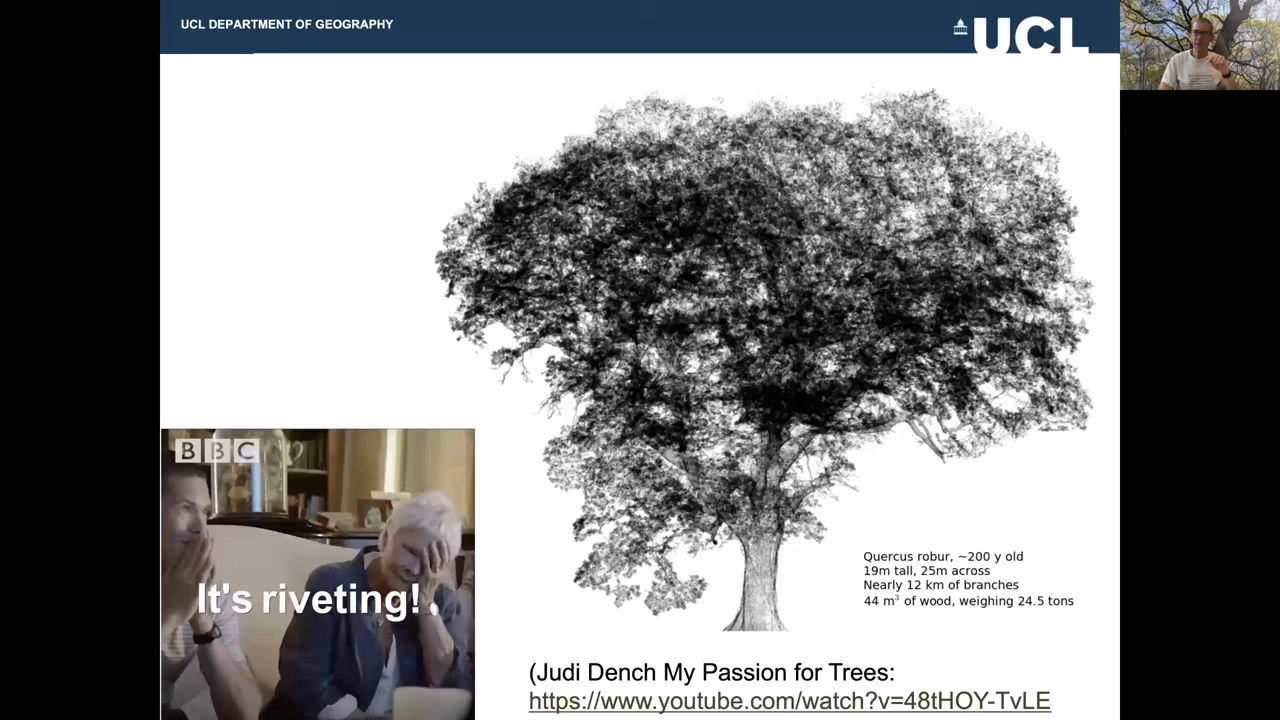 UCL DEPARTMENT OF GEOGRAPHY
UCL
BBC
It's riveting!
Quercus robur, ~200 y old
19m tall, 25m across
Nearly 12 km of branches
44 m³ of wood, weighing 24.5 tons
(Judi Dench My Passion for Trees:
https://www.youtube.com/watch?v=48tHOY-TvLE